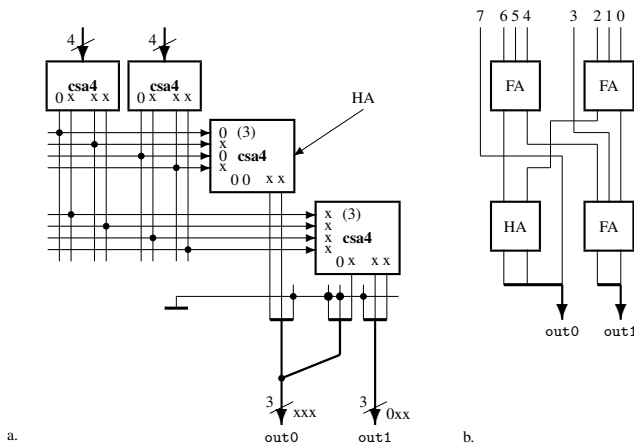 4
4
csa4
0 x x x
csa4
0 x x x
HA
0 (3)
x
0 csa4
x
0 0 x x
x (3)
x
x csa4
x
0 x x x
3
xxx
out0
3
0xx
out1
a.
7 6 5 4 3 2 1 0
FA
FA
HA
FA
out0
out1
b.